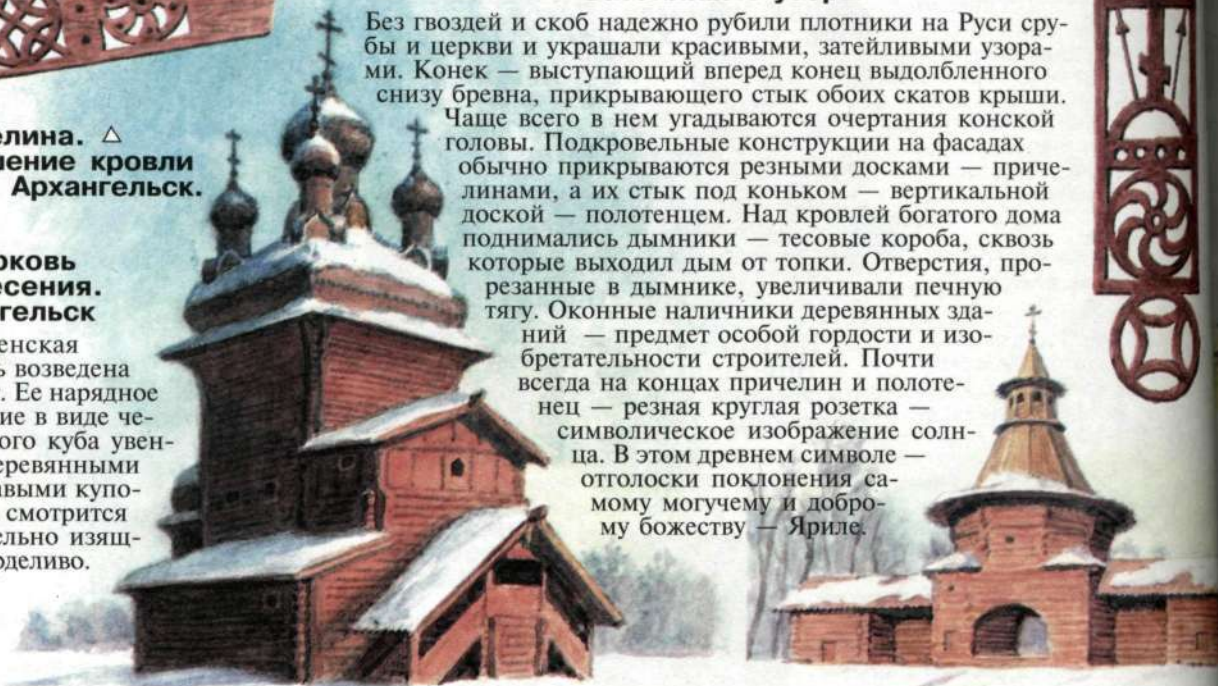 Без гвоздей и скоб надежно рубили плотники на Руси сру-
бы и церкви и украшали красивыми, затейливыми узора-
ми. Конек — выступающий вперед конец выдолбленного
снизу бревна, прикрывающего стык обоих скатов крыши.
Чаще всего в нем угадываются очертания конской
головы. Подкровельные конструкции на фасадах
обычно прикрываются резными досками — приче-
линами, а их стык под коньком — вертикальной
доской — полотенцем. Над кровлей богатого дома
поднимались дымники — тесовые короба, сквозь
которые выходил дым от топки. Отверстия, про-
резанные в дымнике, увеличивали печную
тягу. Оконные наличники деревянных зда-
ний — предмет особой гордости и изо-
бретательности строителей. Почти
всегда на концах причелин и полоте-
нец — резная круглая розетка —
символическое изображение солн-
ца. В этом древнем символе —
отголоски поклонения са-
мому могучему и добро-
му божеству — Яриле.
елина. △
ление кровли
Архангельск.
рковь
есения.
гельск
енская
ь возведена
. Ее нарядное
ие в виде че-
ого куба увен-
еревянными
авыми купо-
смотрится
ельно изящ-
рделиво.